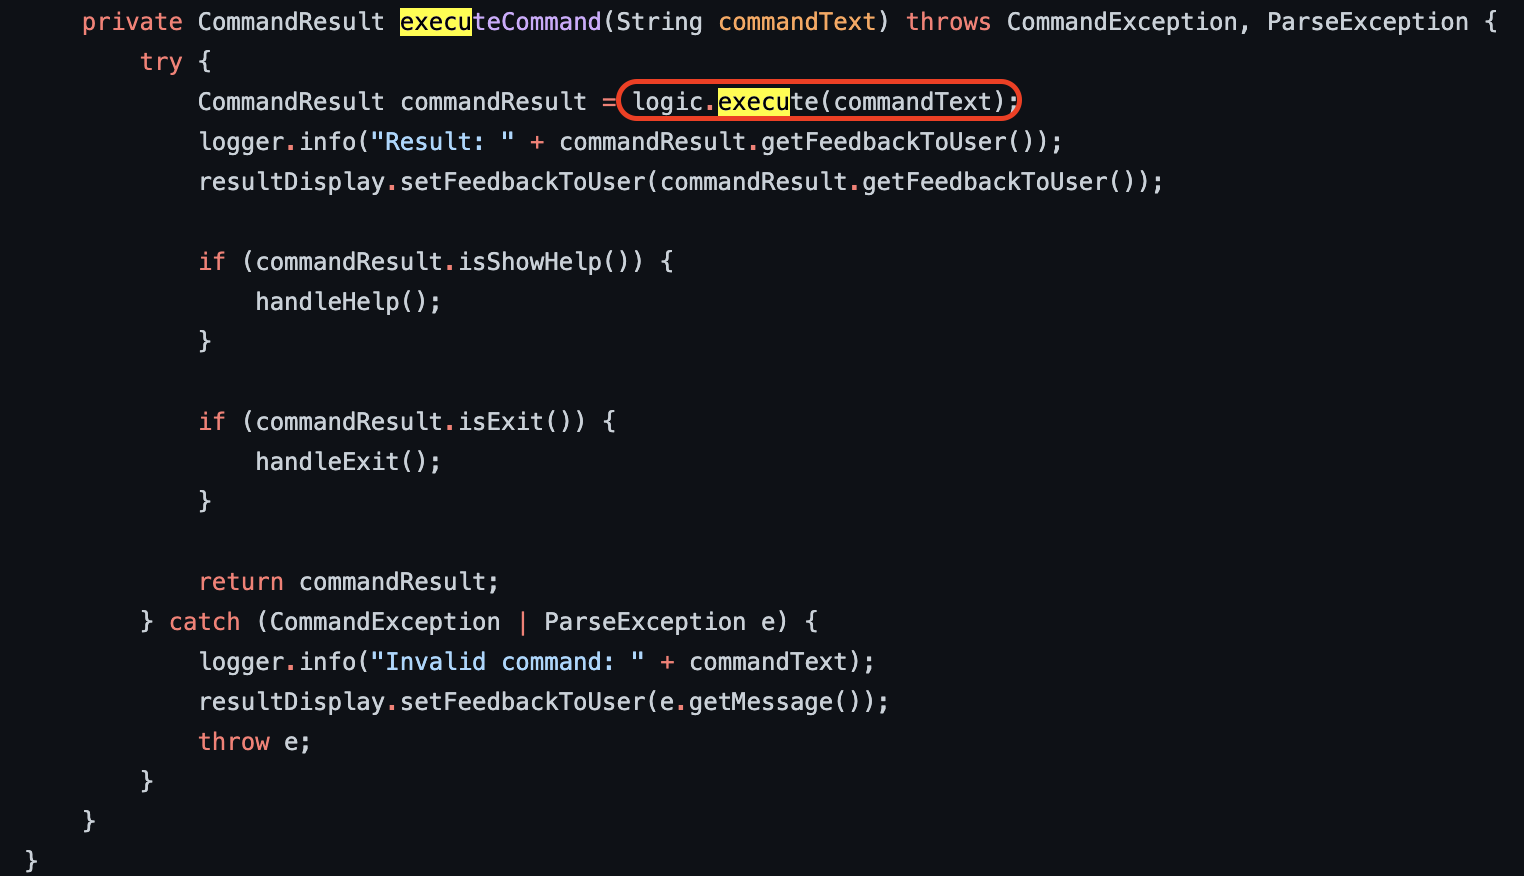 private CommandResult executeCommand(String commandText) throws CommandException, ParseException {
try {
CommandResult commandResult = logic.execute(commandText);
logger.info("Result: " + commandResult.getFeedbackToUser());
resultDisplay.setFeedbackToUser(commandResult.getFeedbackToUser());
if (commandResult.isShowHelp()) {
handleHelp();
}
if (commandResult.isExit()) {
handleExit();
}
return commandResult;
} catch (CommandException | ParseException e) {
logger.info("Invalid command: " + commandText);
resultDisplay.setFeedbackToUser(e.getMessage());
throw e;
}
}
}